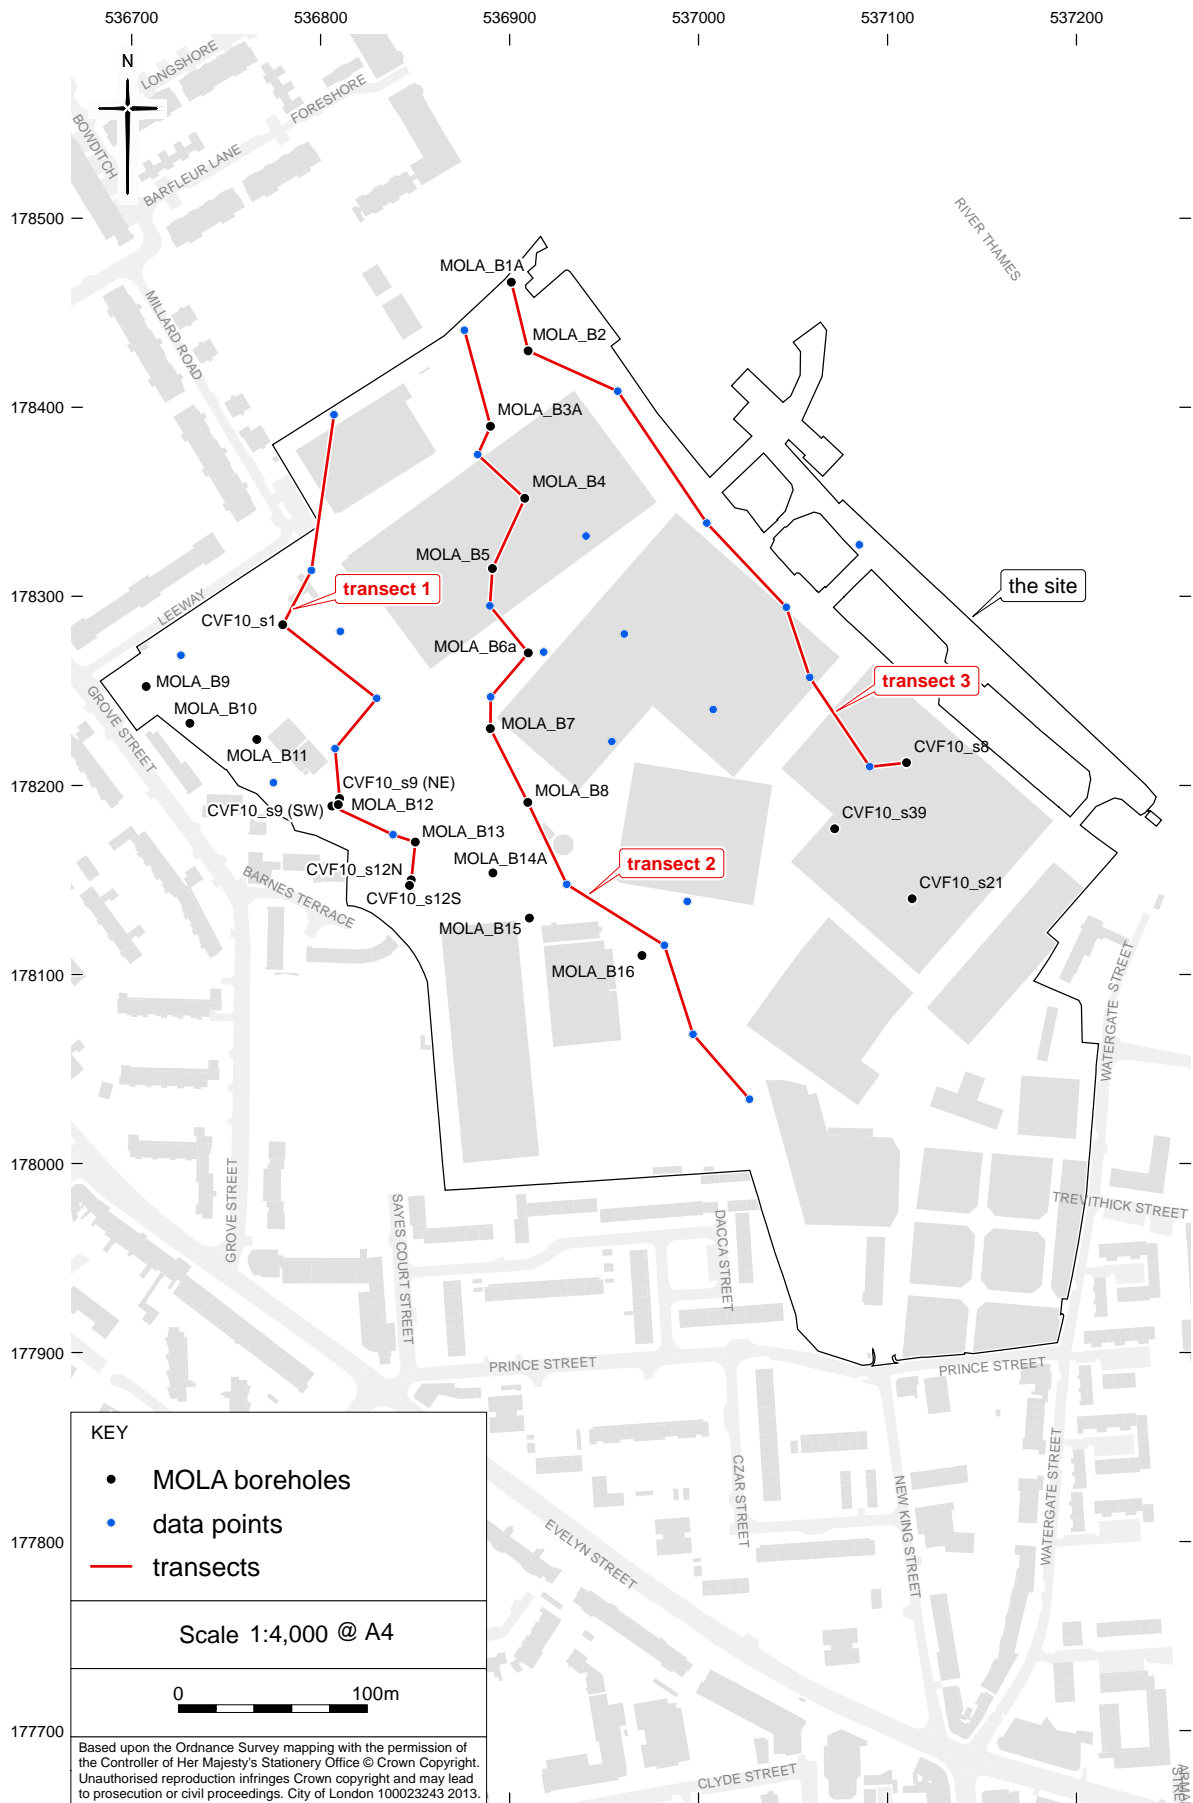 536700 536800 536900 537000 537100 537200
N
LONGSHORE
FORESHORE
BOWDITCH
BARFLEUR LANE
178500
RIVER THAMES
MOLA_B1A
MILLARD ROAD
MOLA_B2
178400
MOLA_B3A
MOLA_B4
MOLA_B5
transect 1
the site
178300
LEEWAY
CVF10_s1
MOLA_B6a
MOLA_B9
transect 3
GROVE STREET
MOLA_B10
MOLA_B7
MOLA_B11
CVF10_s8
178200
CVF10_s9 (NE)
MOLA_B8
CVF10_s9 (SW)
MOLA_B12
MOLA_B13
CVF10_s39
MOLA_B14A
transect 2
CVF10_s12N
BARNES TERRACE
CVF10_s12S
CVF10_s21
MOLA_B15
178100
MOLA_B16
WATERGATE STREET
178000
GROVE STREET
SAYES COURT STREET
DACCA STREET
TREVITHICK STREET
177900
PRINCE STREET
PRINCE STREET
KEY
MOLA boreholes
data points
transects
CZAR STREET
NEW KING STREET
WATERGATE STREET
177800
EVELYN STREET
Scale 1:4,000 @ A4
0 100m
177700
CLYDE STREET
Based upon the Ordnance Survey mapping with the permission of
the Controller of Her Majesty's Stationery Office © Crown Copyright.
Unauthorised reproduction infringes Crown copyright and may lead
to prosecution or civil proceedings. City of London 100023243 2013.